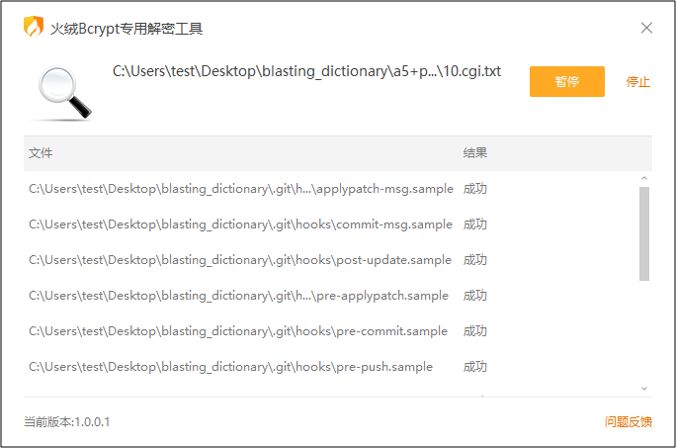 火绒Bcrypt专用解密工具
C:\Users\test\Desktop\blasting_dictionary\a5+p...\10.cgi.txt
暂停
停止
文件 结果
C:\Users\test\Desktop\blasting_dictionary\.git\h...\applypatch-msg.sample 成功
C:\Users\test\Desktop\blasting_dictionary\.git\hooks\commit-msg.sample 成功
C:\Users\test\Desktop\blasting_dictionary\.git\hooks\post-update.sample 成功
C:\Users\test\Desktop\blasting_dictionary\.git\h...\pre-applypatch.sample 成功
C:\Users\test\Desktop\blasting_dictionary\.git\hooks\pre-commit.sample 成功
C:\Users\test\Desktop\blasting_dictionary\.git\hooks\pre-push.sample 成功
当前版本:1.0.0.1
问题反馈